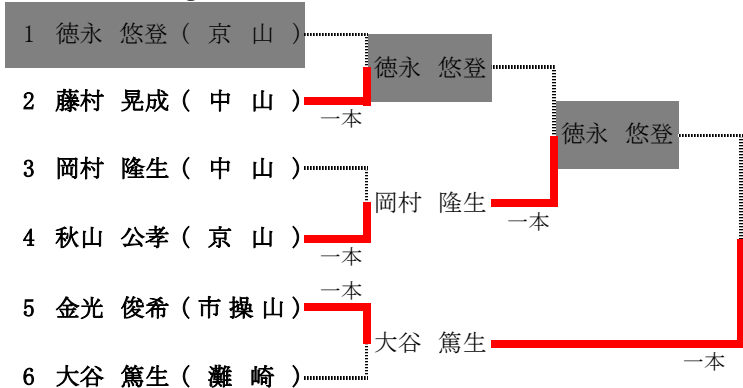 1 徳永 悠登 ( 京 山 )
2 藤村 晃成 ( 中 山 )
一本
徳永 悠登
3 岡村 隆生 ( 中 山 )
4 秋山 公孝 ( 京 山 )
一本
岡村 隆生
一本
徳永 悠登
5 金光 俊希 ( 市 操 山 )
一本
6 大谷 篤生 ( 灘 崎 )
大谷 篤生
一本